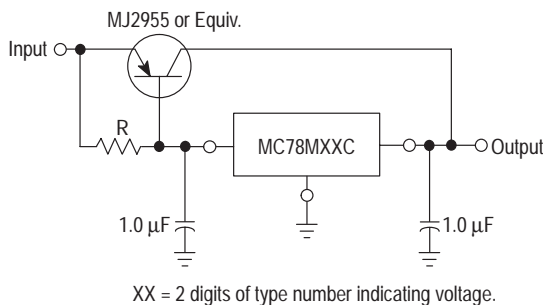 MJ2955 or Equiv.
Input
R
MC78MXXC
Output
1.0 μF
1.0 μF
XX = 2 digits of type number indicating voltage.